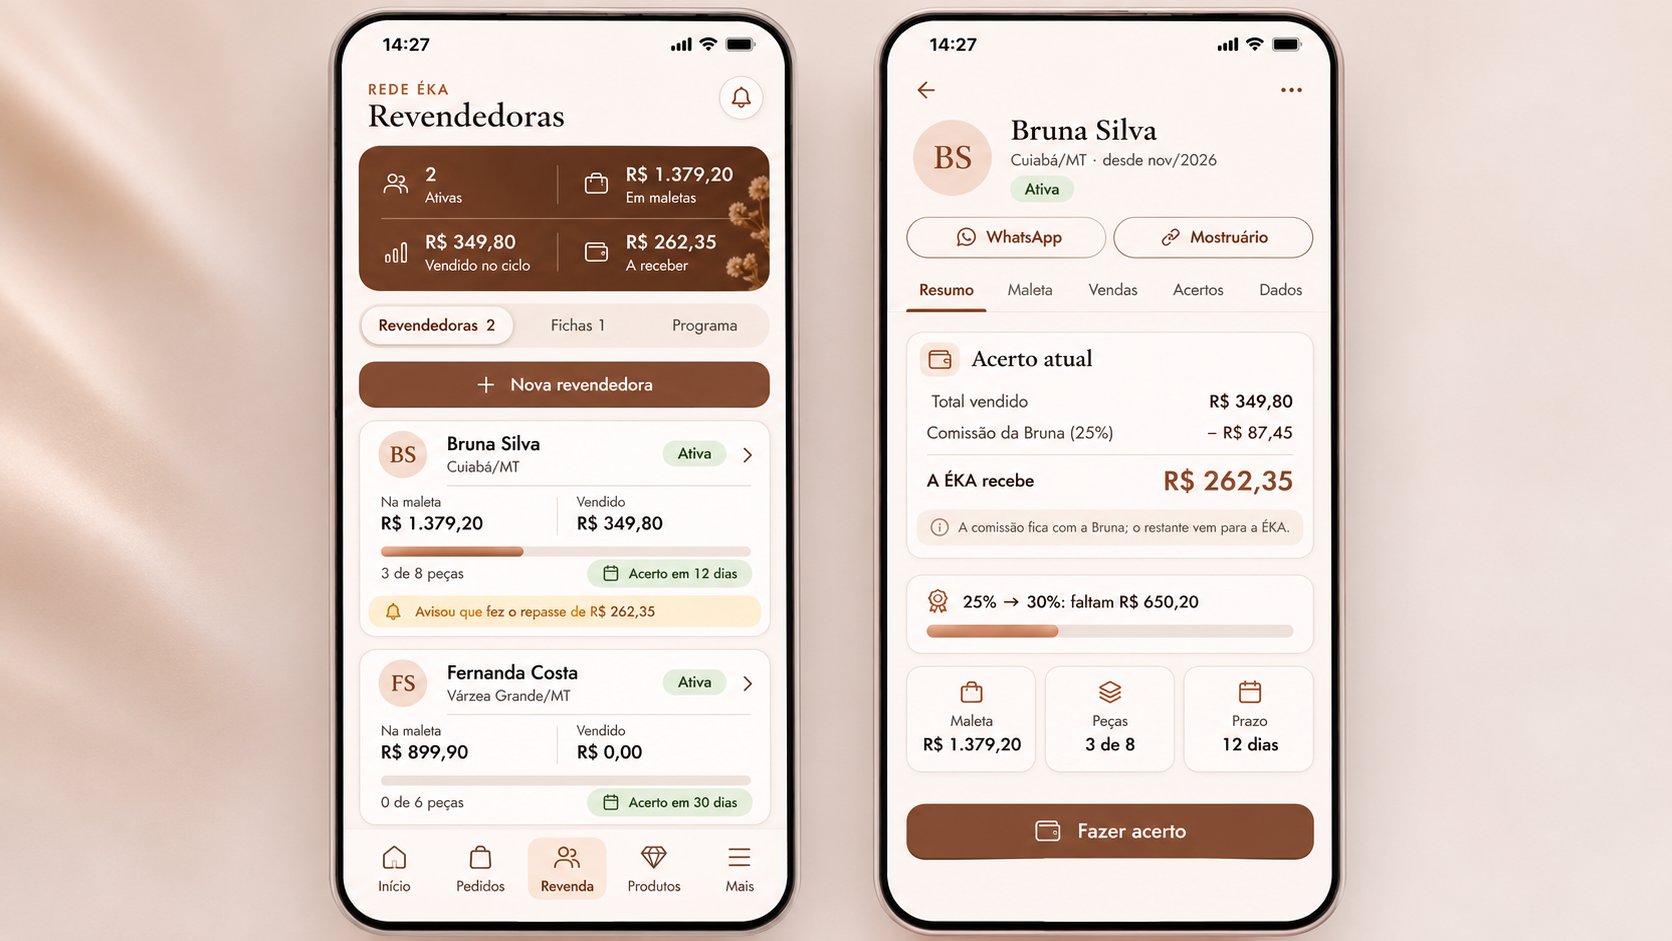 14:27
REDE ÉKA
Revendedoras
2
Ativas
R$ 1.379,20
Em maletas
R$ 349,80
Vendido no ciclo
R$ 262,35
A receber
Revendedoras 2
Fichas 1
Programa
+ Nova revendedora
BS
Bruna Silva
Cuiabá/MT
Ativa
Na maleta
R$ 1.379,20
Vendido
R$ 349,80
3 de 8 peças
Acerto em 12 dias
Avisou que fez o repasse de R$ 262,35
FS
Fernanda Costa
Várzea Grande/MT
Ativa
Na maleta
R$ 899,90
Vendido
R$ 0,00
0 de 6 peças
Acerto em 30 dias
Início
Pedidos
Revenda
Produtos
Mais
14:27
BS
Bruna Silva
Cuiabá/MT · desde nov/2026
Ativa
WhatsApp
Mostruário
Resumo
Maleta
Vendas
Acertos
Dados
Acerto atual
Total vendido
R$ 349,80
Comissão da Bruna (25%)
– R$ 87,45
A ÉKA recebe
R$ 262,35
A comissão fica com a Bruna; o restante vem para a ÉKA.
25% → 30%: faltam R$ 650,20
Maleta
R$ 1.379,20
Peças
3 de 8
Prazo
12 dias
Fazer acerto